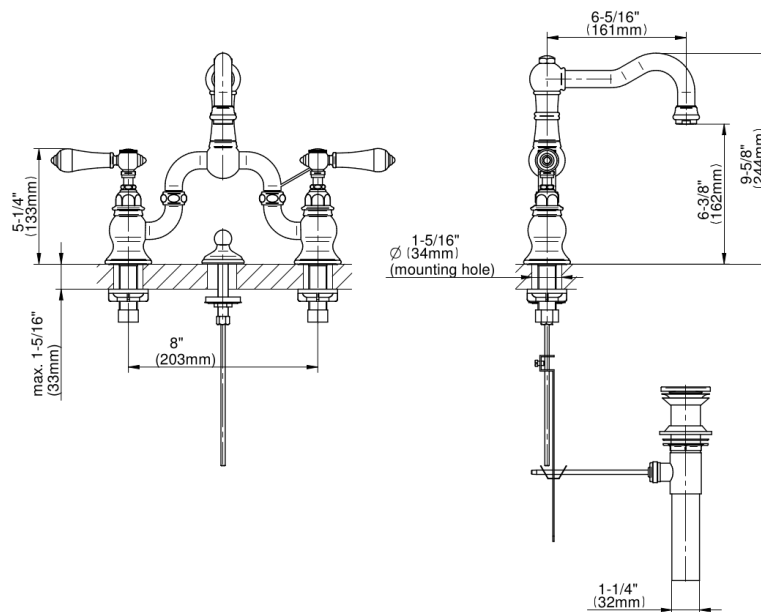 6-5/16"
(161mm)
5-1/4"
(133mm)
9-5/8"
(244mm)
6-3/8"
(162mm)
1-5/16"
Ø (34mm)
(mounting hole)
max. 1-5/16"
(33mm)
8"
(203mm)
1-1/4"
(32mm)